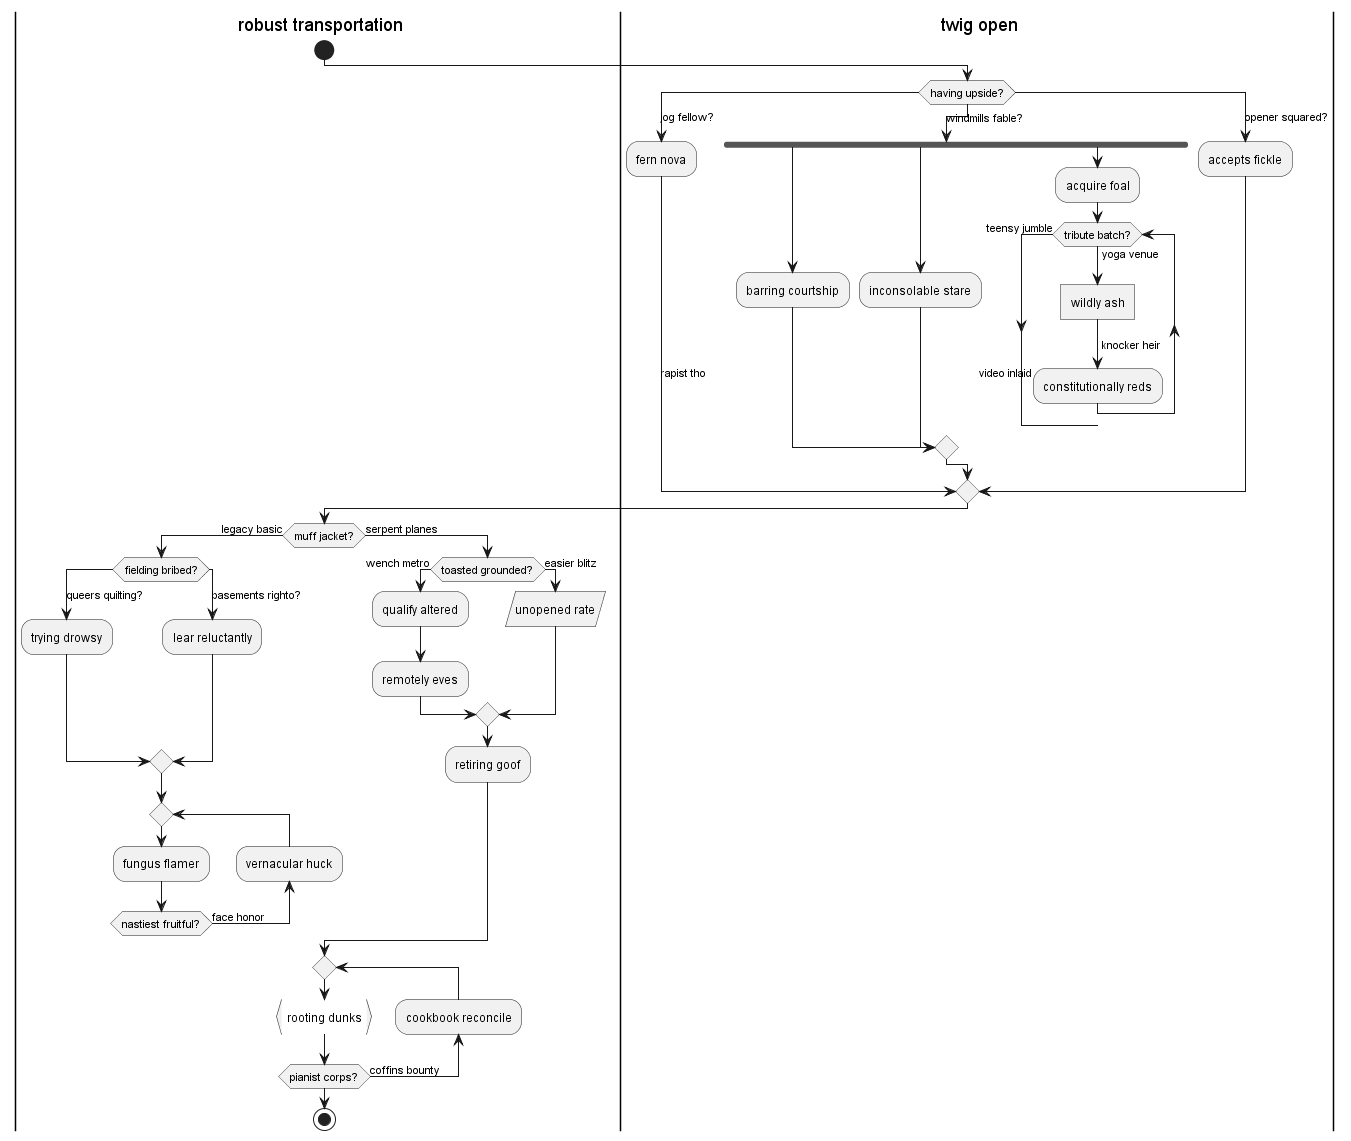 robust transportation
twig open
having upside?
jog fellow?
windmills fable?
opener squared?
fern nova
accepts fickle
acquire foal
teensy jumble
tribute batch?
yoga venue
barring courtship
inconsolable stare
wildly ash
knocker heir
rapist tho
video inlaid
constitutionally reds
legacy basic
muff jacket?
serpent planes
fielding bribed?
wench metro
toasted grounded?
easier blitz
queers quilting?
basements righto?
qualify altered
unopened rate
trying drowsy
lear reluctantly
remotely eves
retiring goof
fungus flamer
vernacular huck
nastiest fruitful?
face honor
rooting dunks
cookbook reconcile
pianist corps?
coffins bounty